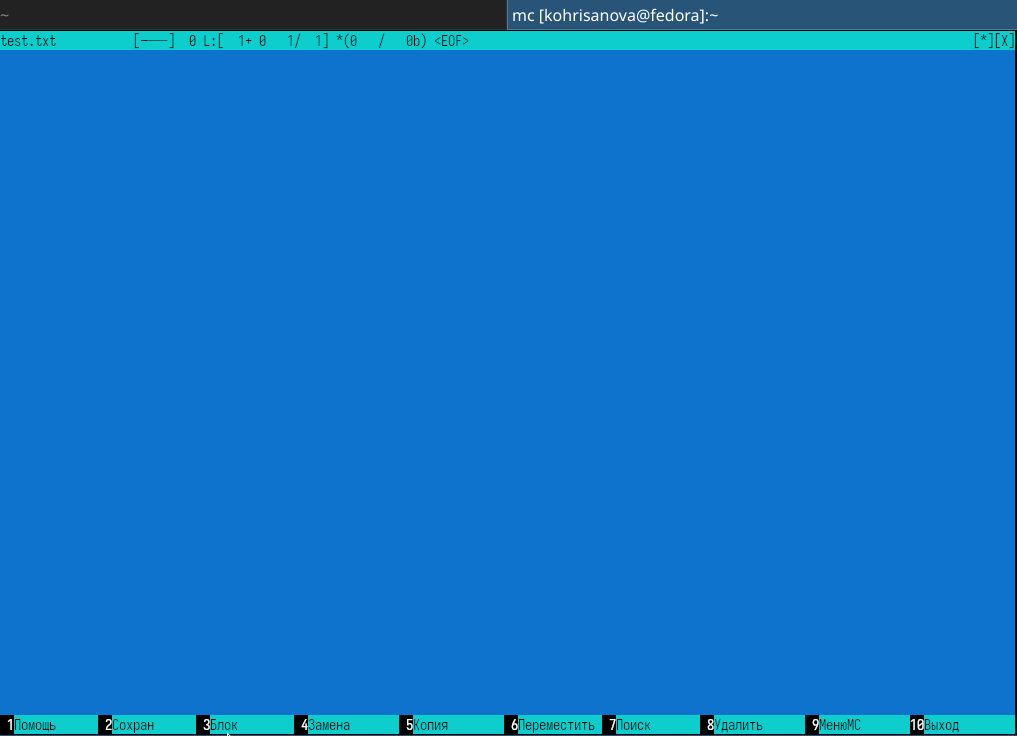 ~ mc [kohrisanova@fedora]:~
test.txt [----] 0 L:[ 1+ 0 1/ 1] *(0 / 0b) <EOF> [*][X]
1Помощь 2Сохран 3Блок 4Замена 5Копия 6Переместить 7Поиск 8Удалить 9МенюMC 10Выход